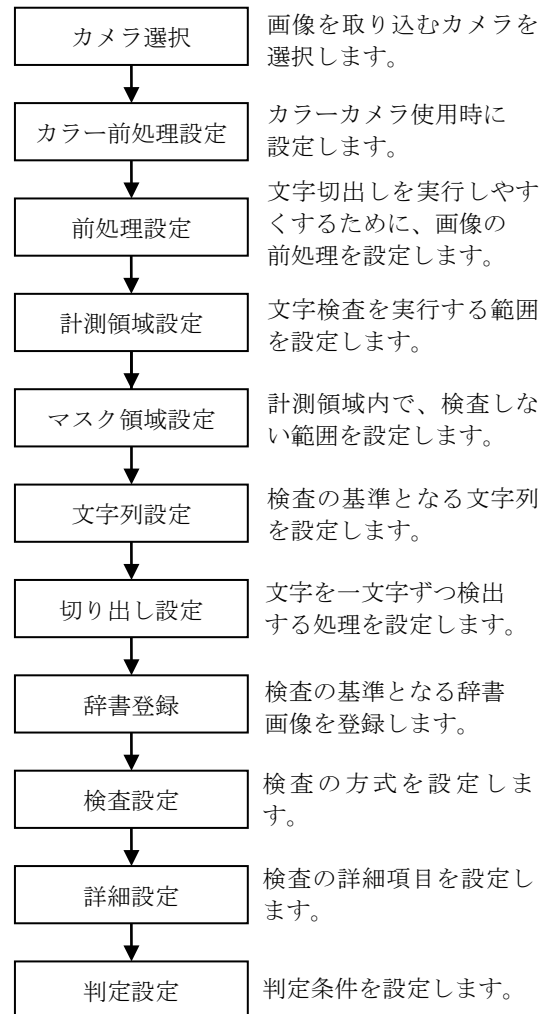 カメラ選択
画像を取り込むカメラを
選択します。
カラー前処理設定
カラーカメラ使用時に
設定します。
前処理設定
文字切出しを実行しやす
くするために、画像の
前処理を設定します。
計測領域設定
文字検査を実行する範囲
を設定します。
マスク領域設定
計測領域内で、検査しな
い範囲を設定します。
文字列設定
検査の基準となる文字列
を設定します。
切り出し設定
文字を一文字ずつ検出
する処理を設定します。
辞書登録
検査の基準となる辞書
画像を登録します。
検査設定
検査の方式を設定しま
す。
詳細設定
検査の詳細項目を設定し
ます。
判定設定
判定条件を設定します。